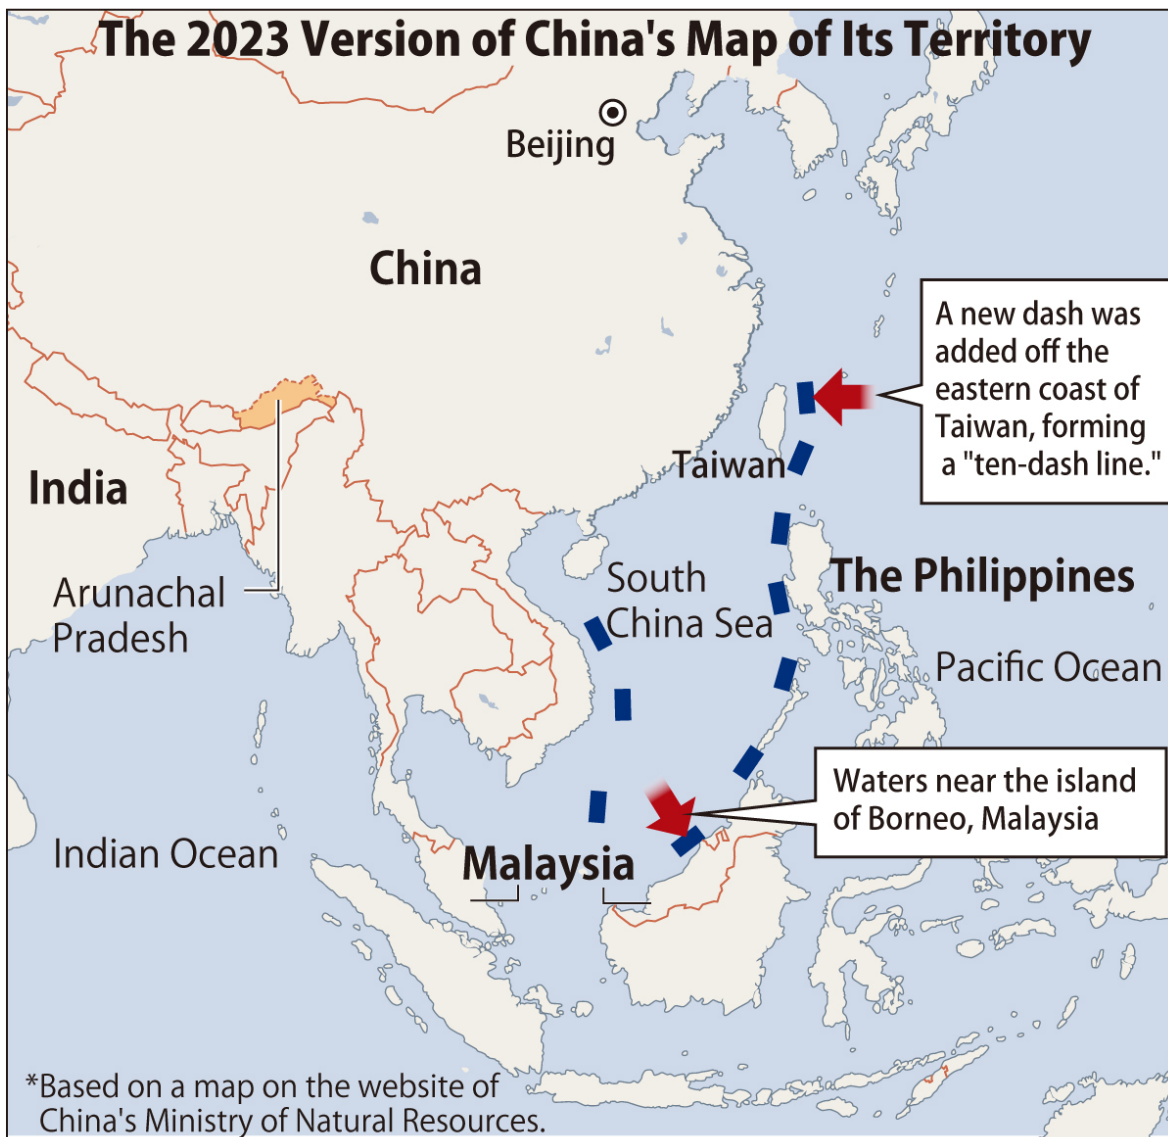 The 2023 Version of China's Map of Its Territory
Beijing
China
A new dash was
added off the
eastern coast of
Taiwan, forming
a "ten-dash line."
Taiwan
India
South
China Sea
The Philippines
Arunachal
Pradesh
Pacific Ocean
Waters near the island
of Borneo, Malaysia
Indian Ocean
Malaysia
*Based on a map on the website of
China's Ministry of Natural Resources.